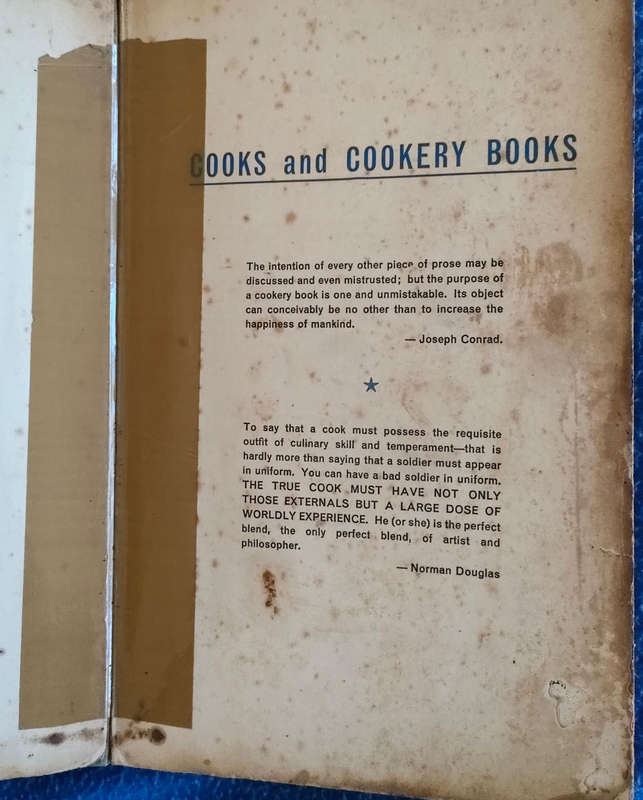 COOKS and COOKERY BOOKS
The intention of every other piece of prose may be
discussed and even mistrusted; but the purpose of
a cookery book is one and unmistakable. Its object
can conceivably be no other than to increase the
happiness of mankind.
— Joseph Conrad.
To say that a cook must possess the requisite
outfit of culinary skill and temperament—that is
hardly more than saying that a soldier must appear
in uniform. You can have a bad soldier in uniform.
THE TRUE COOK MUST HAVE NOT ONLY
THOSE EXTERNALS BUT A LARGE DOSE OF
WORLDLY EXPERIENCE. He (or she) is the perfect
blend, the only perfect blend, of artist and
philosopher.
— Norman Douglas